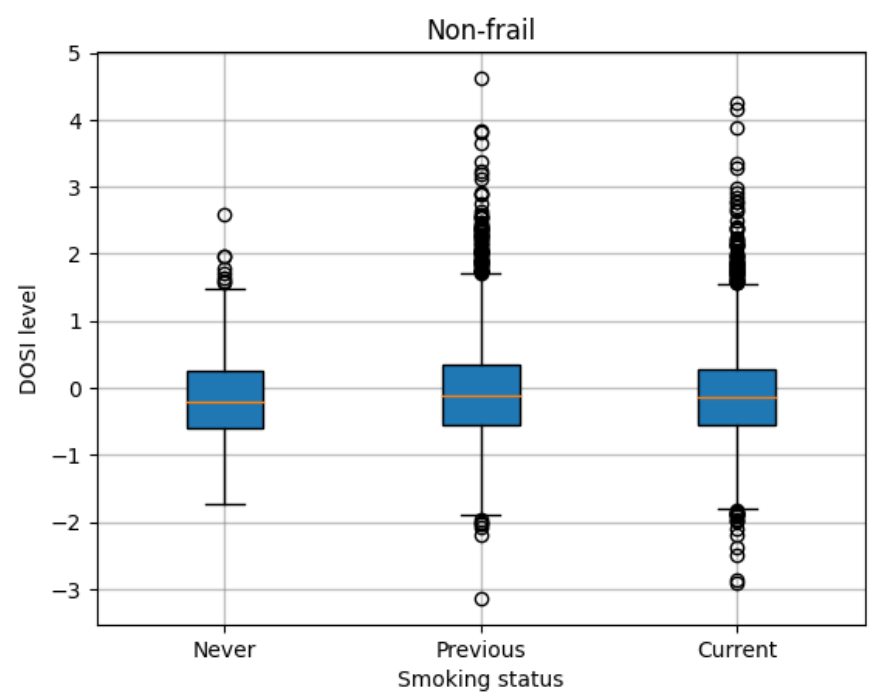 Non-frail
5
4
3
2
1
0
−1
−2
−3
DOSI level
Never Previous Current
Smoking status